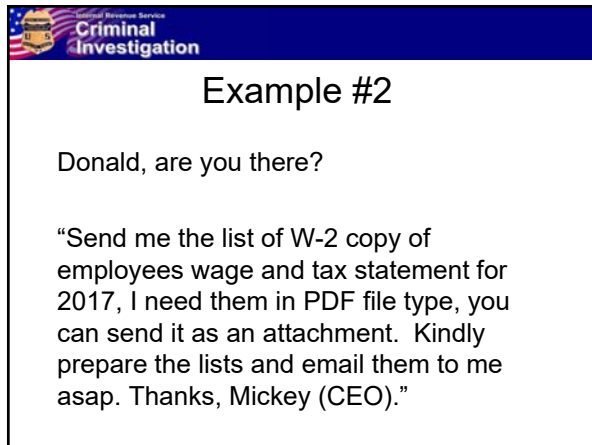 Internal Revenue Service
Criminal
Investigation
U S
Example #2
Donald, are you there?
“Send me the list of W-2 copy of
employees wage and tax statement for
2017, I need them in PDF file type, you
can send it as an attachment.  Kindly
prepare the lists and email them to me
asap. Thanks, Mickey (CEO).”